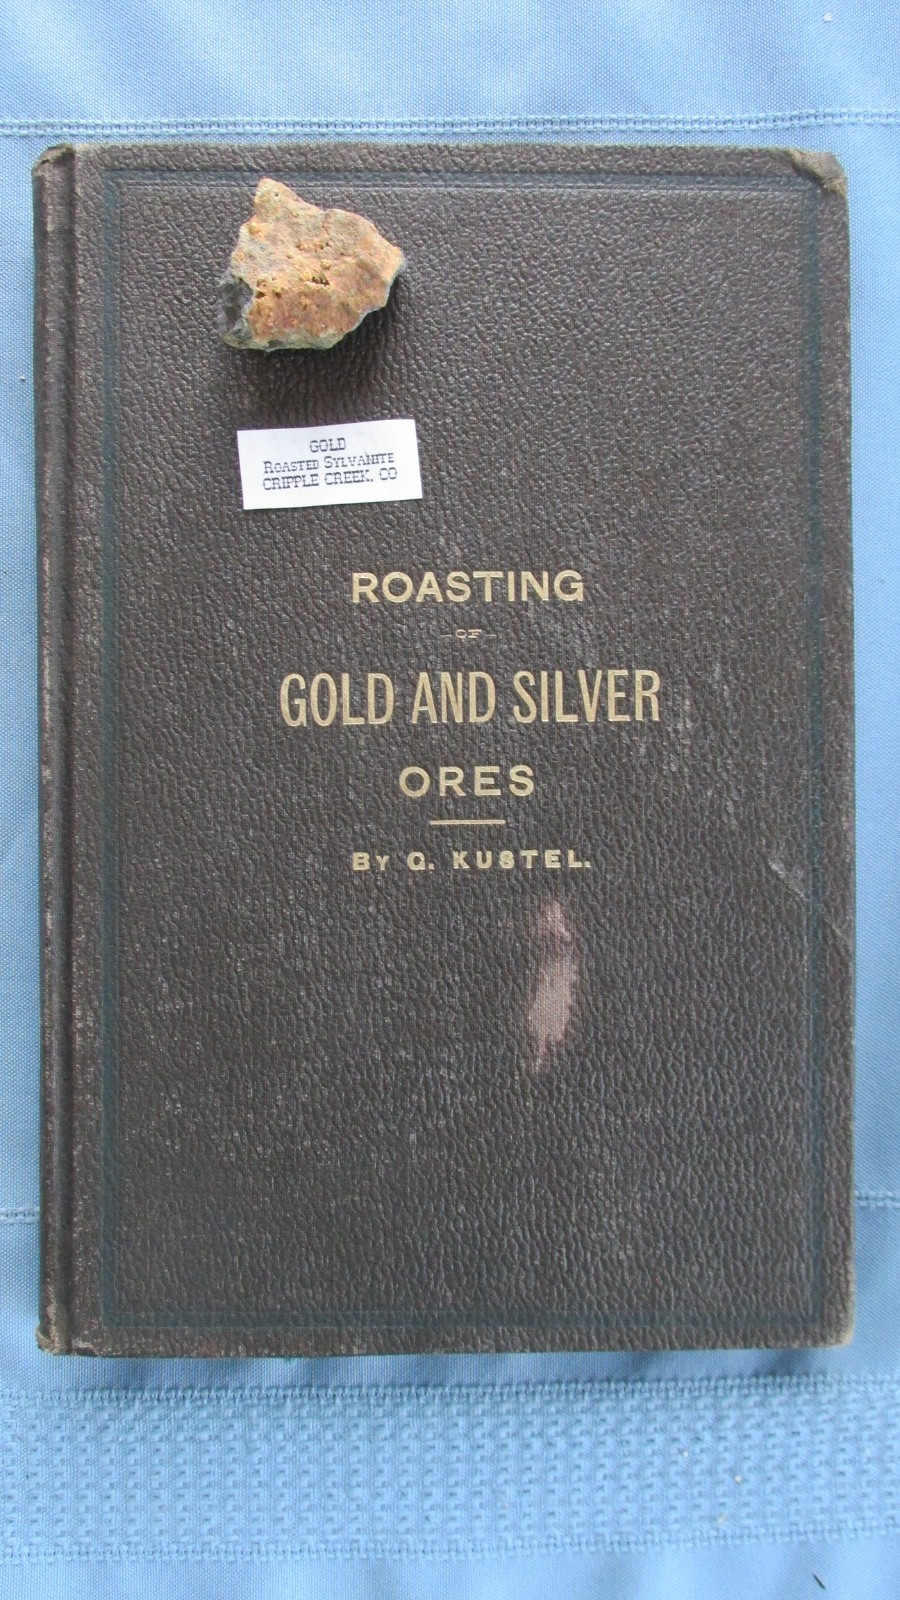 GOLD
ROASTED SYLVANITE
CRIPPLE CREEK, CO
ROASTING
- OF -
GOLD AND SILVER
ORES
BY G. KUSTEL.